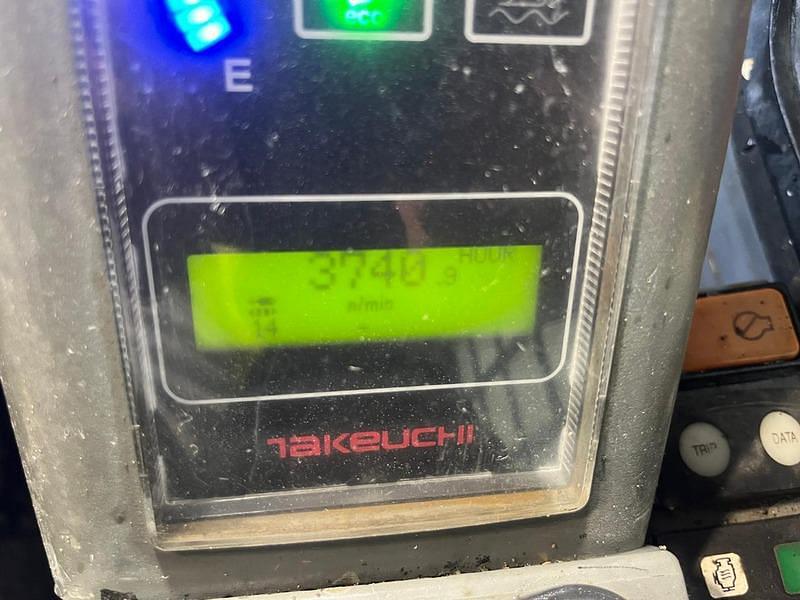 eco
E
3740.9 HOUR
n/min
14
TAKEUCHI
TRIP
DATA